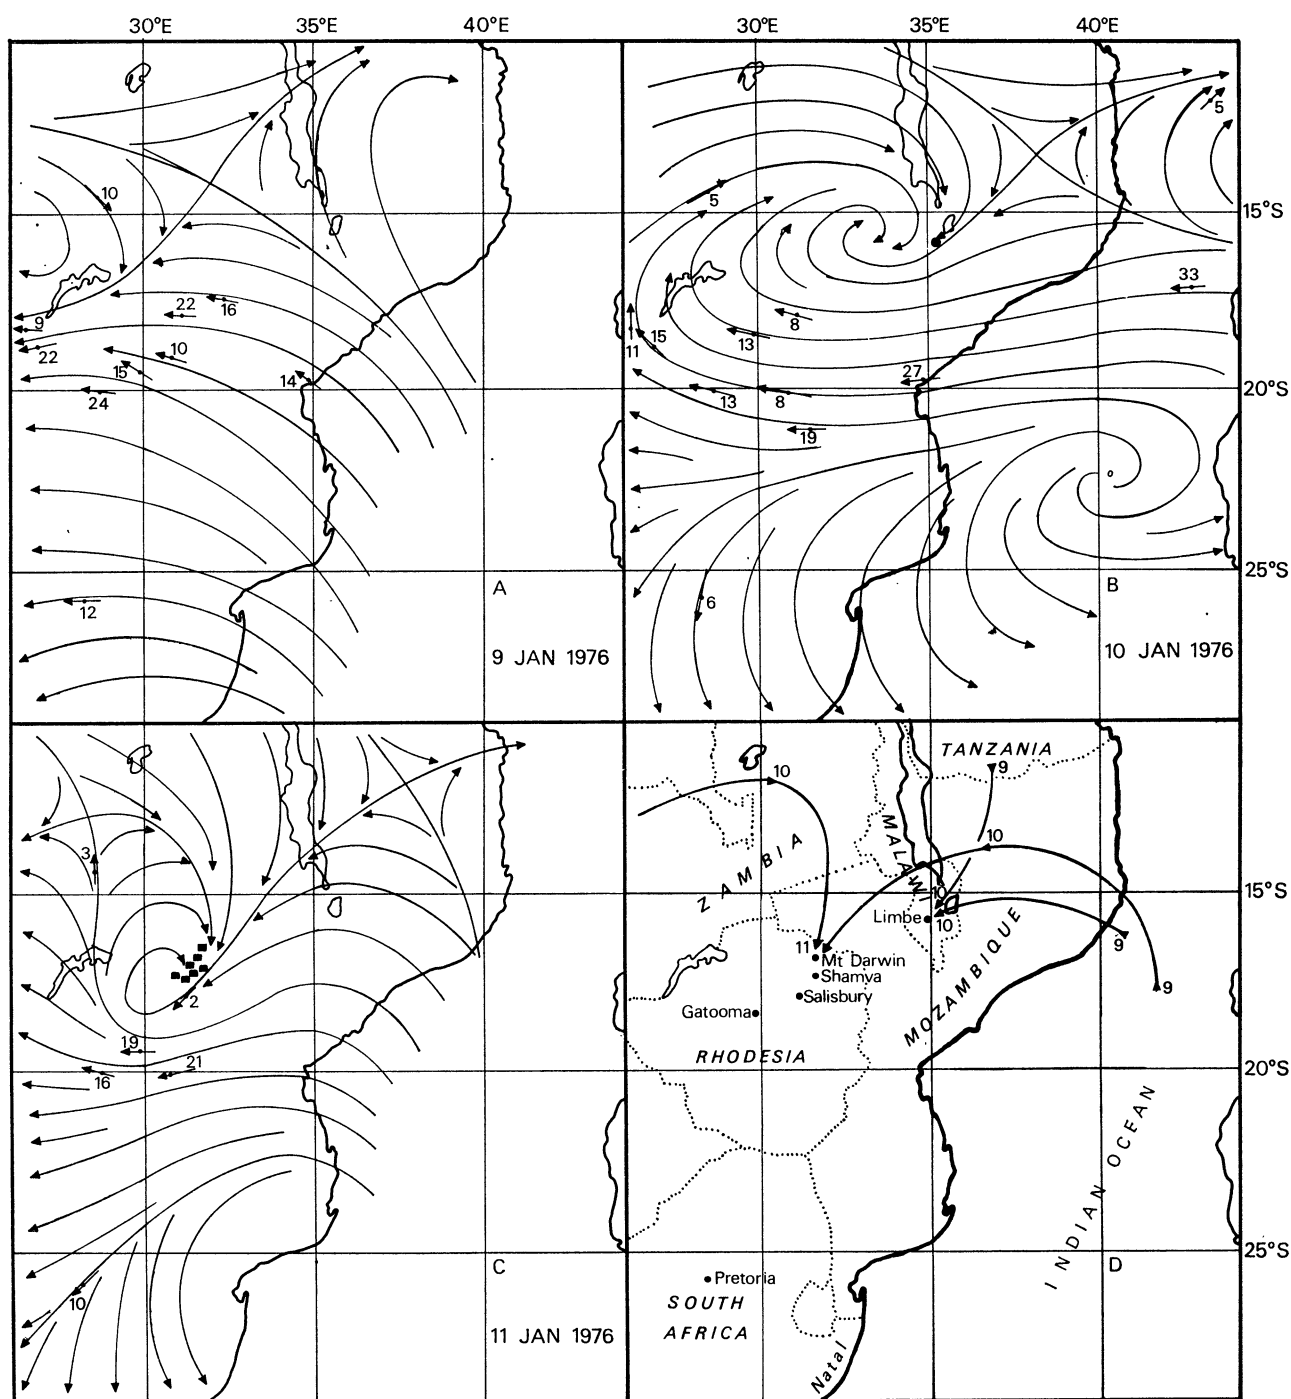 30°E 35°E 40°E 30°E 35°E 40°E
10
22
16
9
22
10
15
24
14
12
A
9 JAN 1976
5
5
15°S
33
8
13
15
11
27
20°S
13
8
19
25°S
6
B
10 JAN 1976
3
2
19
21
16
10
C
11 JAN 1976
TANZANIA
9
10
MALAWI
10
ZAMBIA
15°S
10
Limbe
10
9
11
Mt Darwin
Shamva
9
Salisbury
Gatooma
MOZAMBIQUE
RHODESIA
20°S
INDIAN OCEAN
25°S
D
Pretoria
SOUTH
AFRICA
Natal